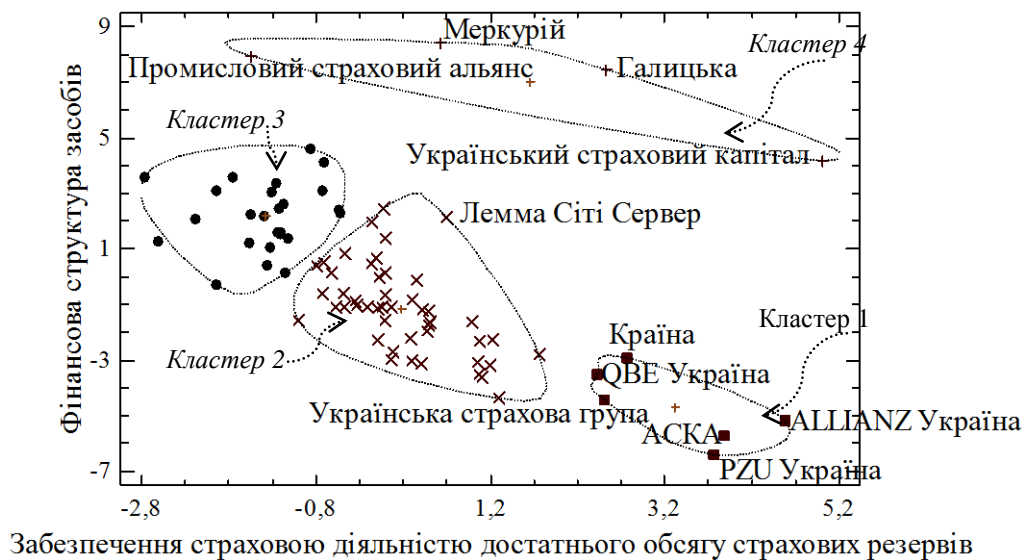 9
Меркурій
Кластер 4
Промисловий страховий альянс
Галицька
Кластер 3
5
Український страховий капітал
Лемма Сіті Сервер
1
Кластер 1
Країна
-3
Кластер 2
QBE Україна
Українська страхова група
АСКА
ALLIANZ Україна
-7
PZU Україна
Фінансова структура засобів
-2,8 -0,8 1,2 3,2 5,2
Забезпечення страховою діяльністю достатнього обсягу страхових резервів